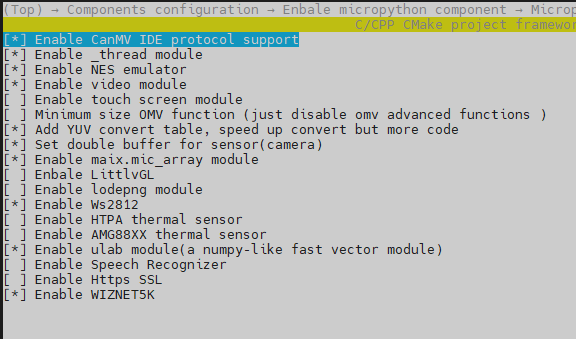 (Top) → Components configuration → Enbale micropython component → Microp
C/CPP CMake project framewor
[*] Enable CanMV IDE protocol support
[*] Enable _thread module
[*] Enable NES emulator
[*] Enable video module
[ ] Enable touch screen module
[ ] Minimum size OMV function (just disable omv advanced functions )
[*] Add YUV convert table, speed up convert but more code
[*] Set double buffer for sensor(camera)
[*] Enable maix.mic_array module
[ ] Enbale LittlvGL
[ ] Enable lodepng module
[*] Enable Ws2812
[ ] Enable HTPA thermal sensor
[ ] Enable AMG88XX thermal sensor
[*] Enable ulab module(a numpy-like fast vector module)
[ ] Enable Speech Recognizer
[ ] Enable Https SSL
[*] Enable WIZNET5K